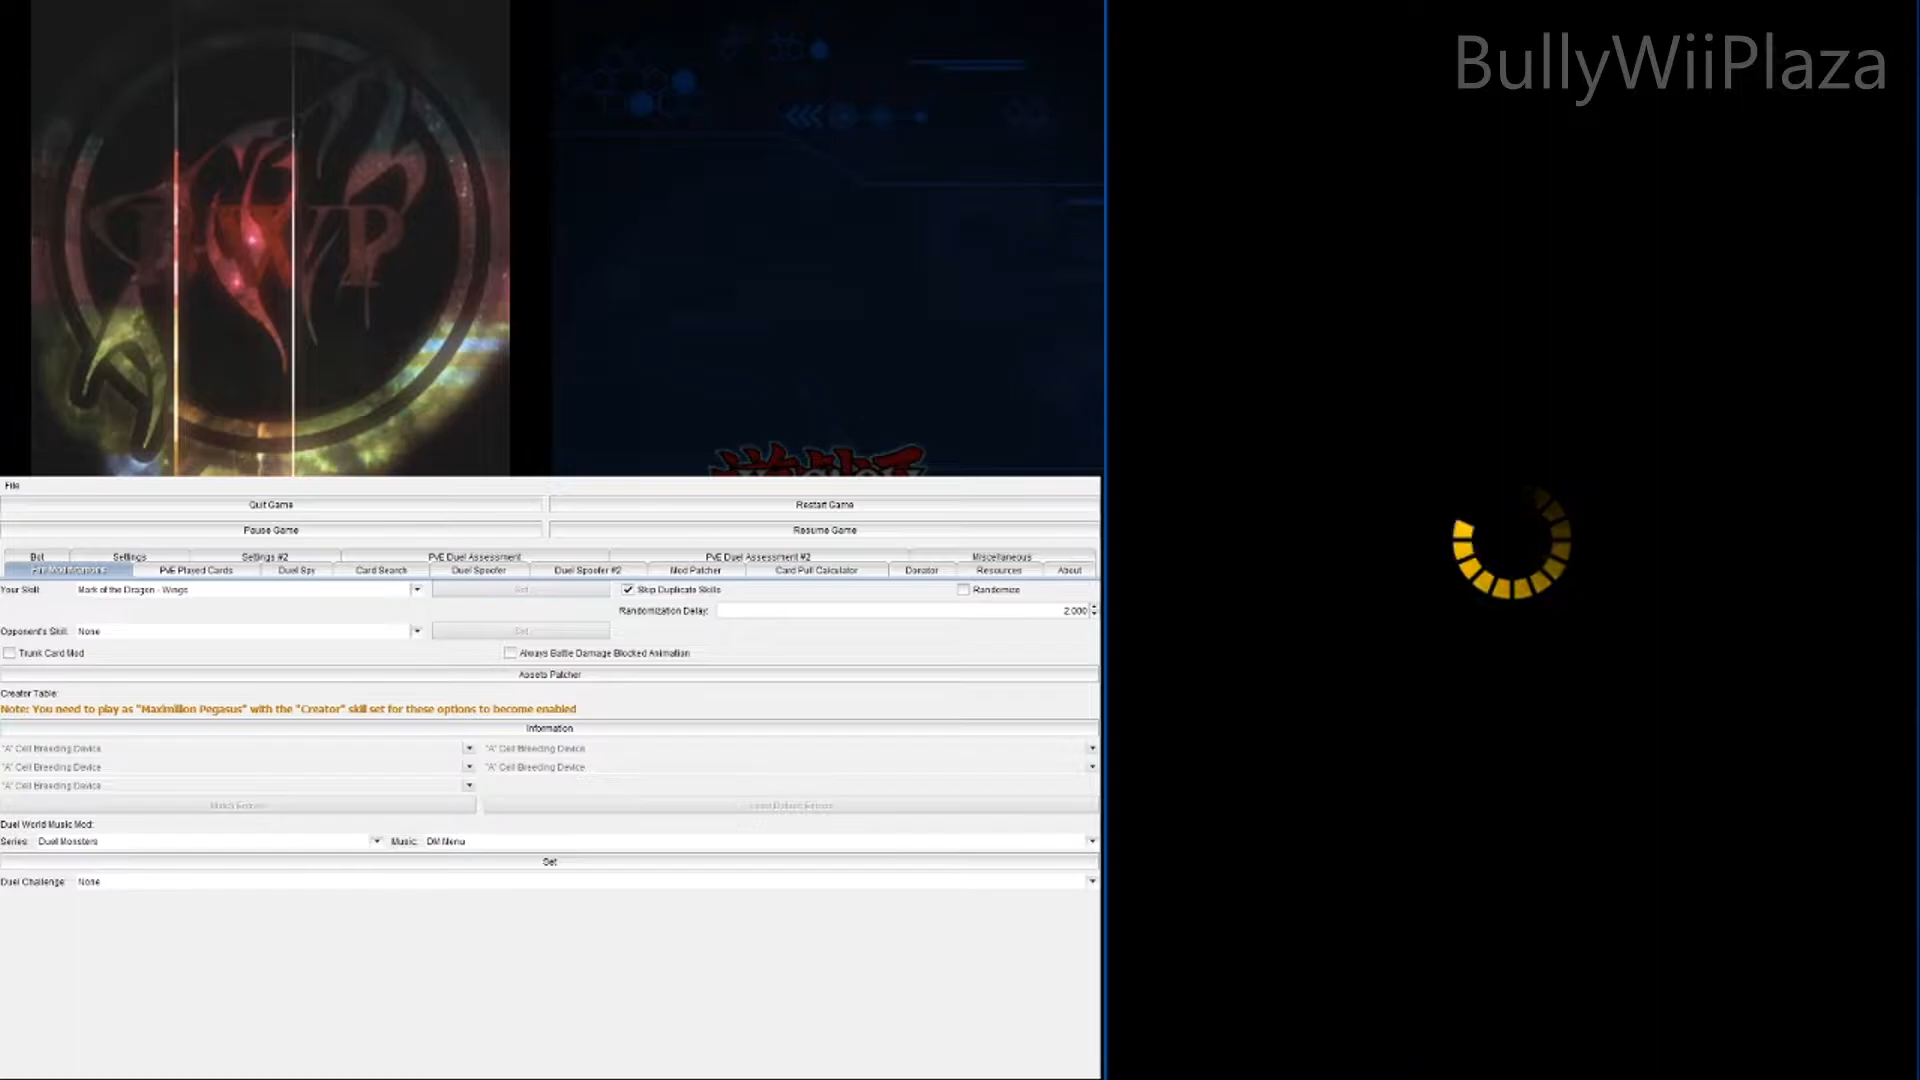 BullyWiiPlaza
BWP
File
Quit Game Restart Game
Pause Game Resume Game
Bot Settings Settings #2 PvE Duel Assessment PvE Duel Assessment #2 Miscellaneous
Fun Modifications PvE Played Cards Duel Spy Card Search Duel Spoofer Duel Spoofer #2 Mod Patcher Card Pull Calculator Donator Resources About
Your Skill: Mark of the Dragon - Wings Set Skip Duplicate Skills Randomize
Randomization Delay: 2.000
Opponent's Skill: None Set
Trunk Card Mod Always Battle Damage Blocked Animation
Assets Patcher
Creator Table:
Note: You need to play as "Maximillion Pegasus" with the "Creator" skill set for these options to become enabled
Information
"A" Cell Breeding Device "A" Cell Breeding Device
"A" Cell Breeding Device "A" Cell Breeding Device
"A" Cell Breeding Device
Duel World Music Mod:
Series: Duel Monsters Music: DM Menu
Set
Duel Challenge: None